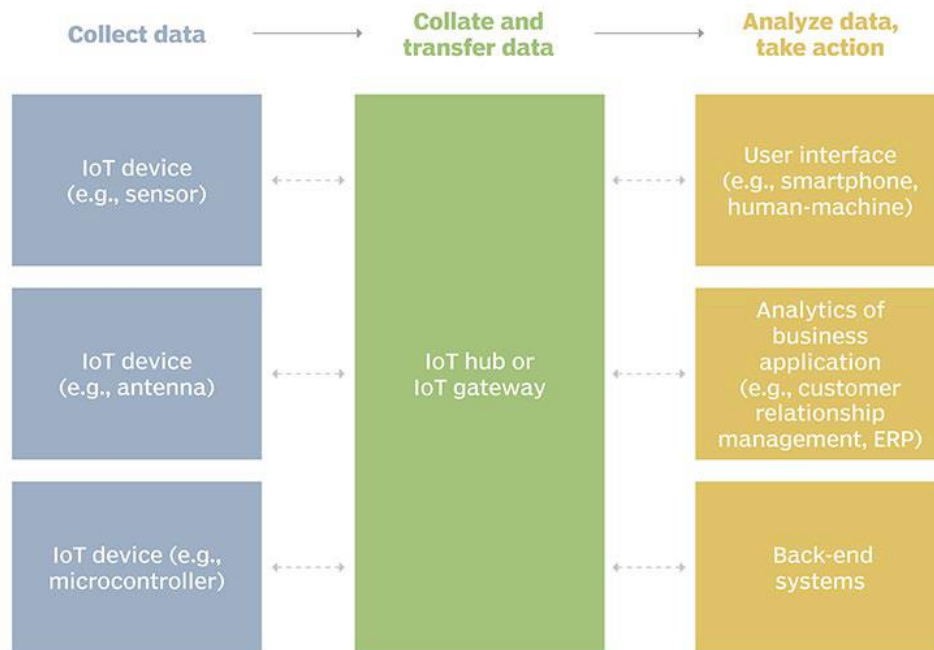 Collect data
Collate and
transfer data
Analyze data,
take action
IoT device
(e.g., sensor)
User interface
(e.g., smartphone,
human-machine)
IoT device
(e.g., antenna)
IoT hub or
IoT gateway
Analytics of
business
application
(e.g., customer
relationship
management, ERP)
IoT device (e.g.,
microcontroller)
Back-end
systems